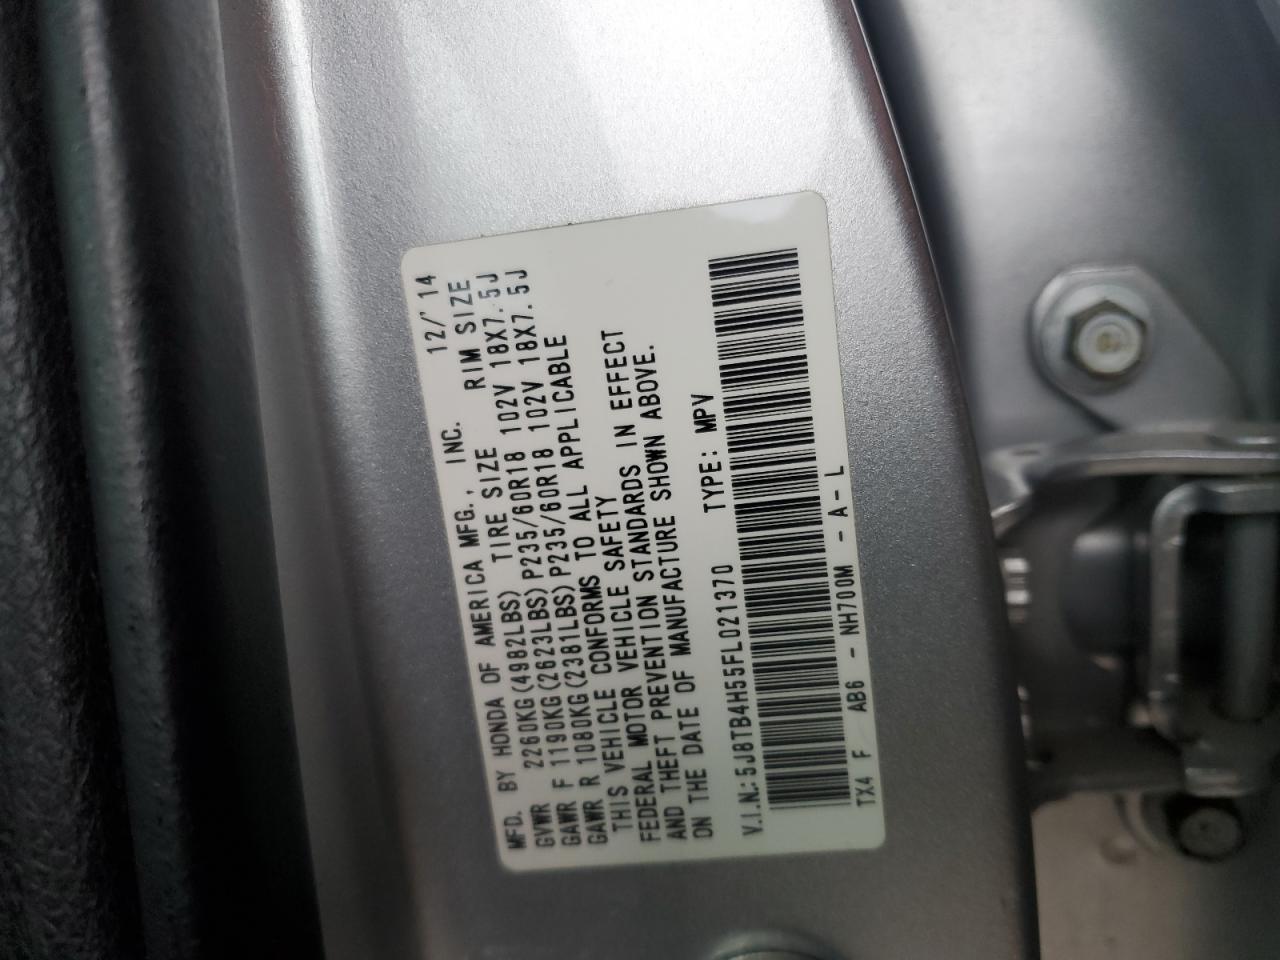 MFD. BY HONDA OF AMERICA MFG., INC. 12/'14
GVWR 2260KG(4982LBS) TIRE SIZE RIM SIZE
GAWR F 1190KG(2623LBS) P235/60R18 102V 18X7.5J
GAWR R 1080KG(2381LBS) P235/60R18 102V 18X7.5J
THIS VEHICLE CONFORMS TO ALL APPLICABLE
FEDERAL MOTOR VEHICLE SAFETY
AND THEFT PREVENTION STANDARDS IN EFFECT
ON THE DATE OF MANUFACTURE SHOWN ABOVE.
V.I.N.: 5J8TB4H55FL021370 TYPE: MPV
TX4 F AB6 - NH700M - A - L